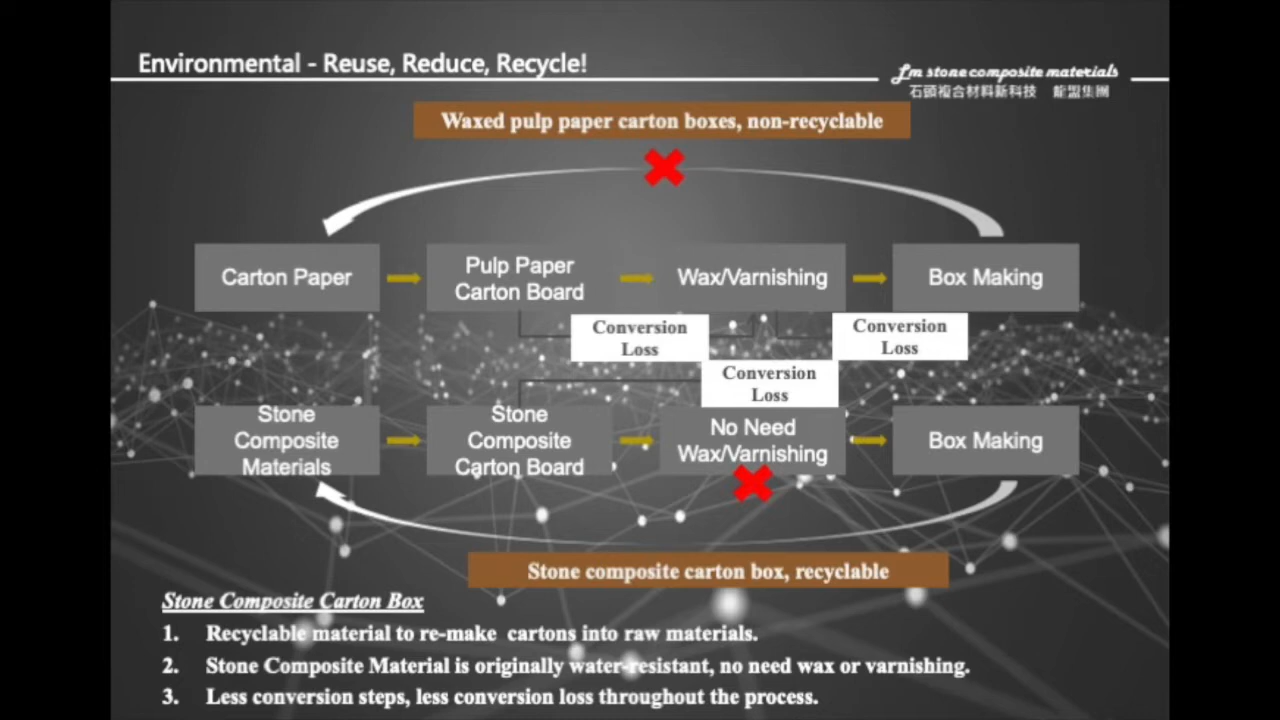 Environmental - Reuse, Reduce, Recycle!
Lm stone composite materials
石頭複合材料新科技 龍盟集團
Waxed pulp paper carton boxes, non-recyclable
Carton Paper
Pulp Paper
Carton Board
Wax/Varnishing
Box Making
Conversion
Loss
Conversion
Loss
Conversion
Loss
Stone
Composite
Materials
Stone
Composite
Carton Board
No Need
Wax/Varnishing
Box Making
Stone composite carton box, recyclable
Stone Composite Carton Box
1. Recyclable material to re-make cartons into raw materials.
2. Stone Composite Material is originally water-resistant, no need wax or varnishing.
3. Less conversion steps, less conversion loss throughout the process.